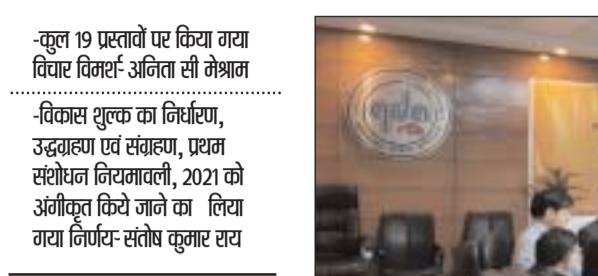 -कुल 19 प्रस्तावों पर किया गया
विचार विमर्श- अनिता सी मेश्राम
-विकास शुल्क का निर्धारण,
उद्ग्रहण एवं संग्रहण, प्रथम
संशोधन नियमावली, 2021 को
अंगीकृत किये जाने का लिया
गया निर्णय- संतोष कुमार राय